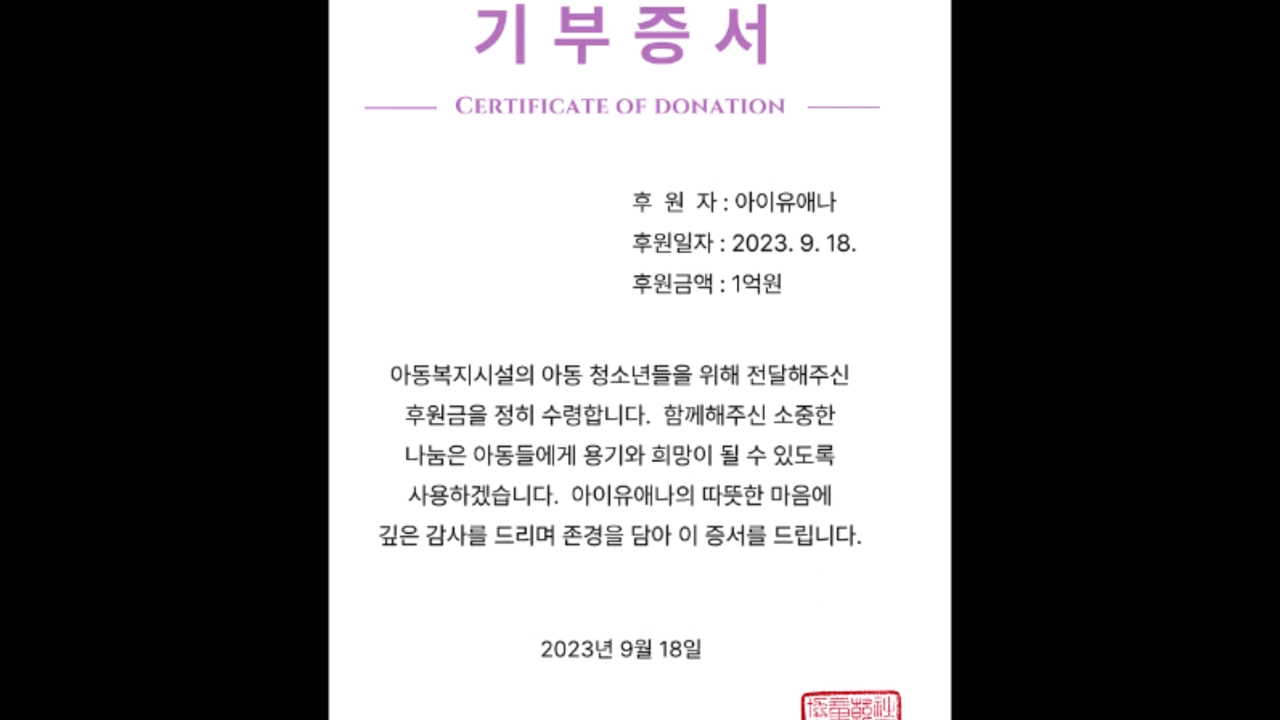 기부증서
CERTIFICATE OF DONATION
후 원 자 : 아이유애나
후원일자 : 2023. 9. 18.
후원금액 : 1억원
아동복지시설의 아동 청소년들을 위해 전달해주신
후원금을 정히 수령합니다. 함께해주신 소중한
나눔은 아동들에게 용기와 희망이 될 수 있도록
사용하겠습니다. 아이유애나의 따뜻한 마음에
깊은 감사를 드리며 존경을 담아 이 증서를 드립니다.
2023년 9월 18일